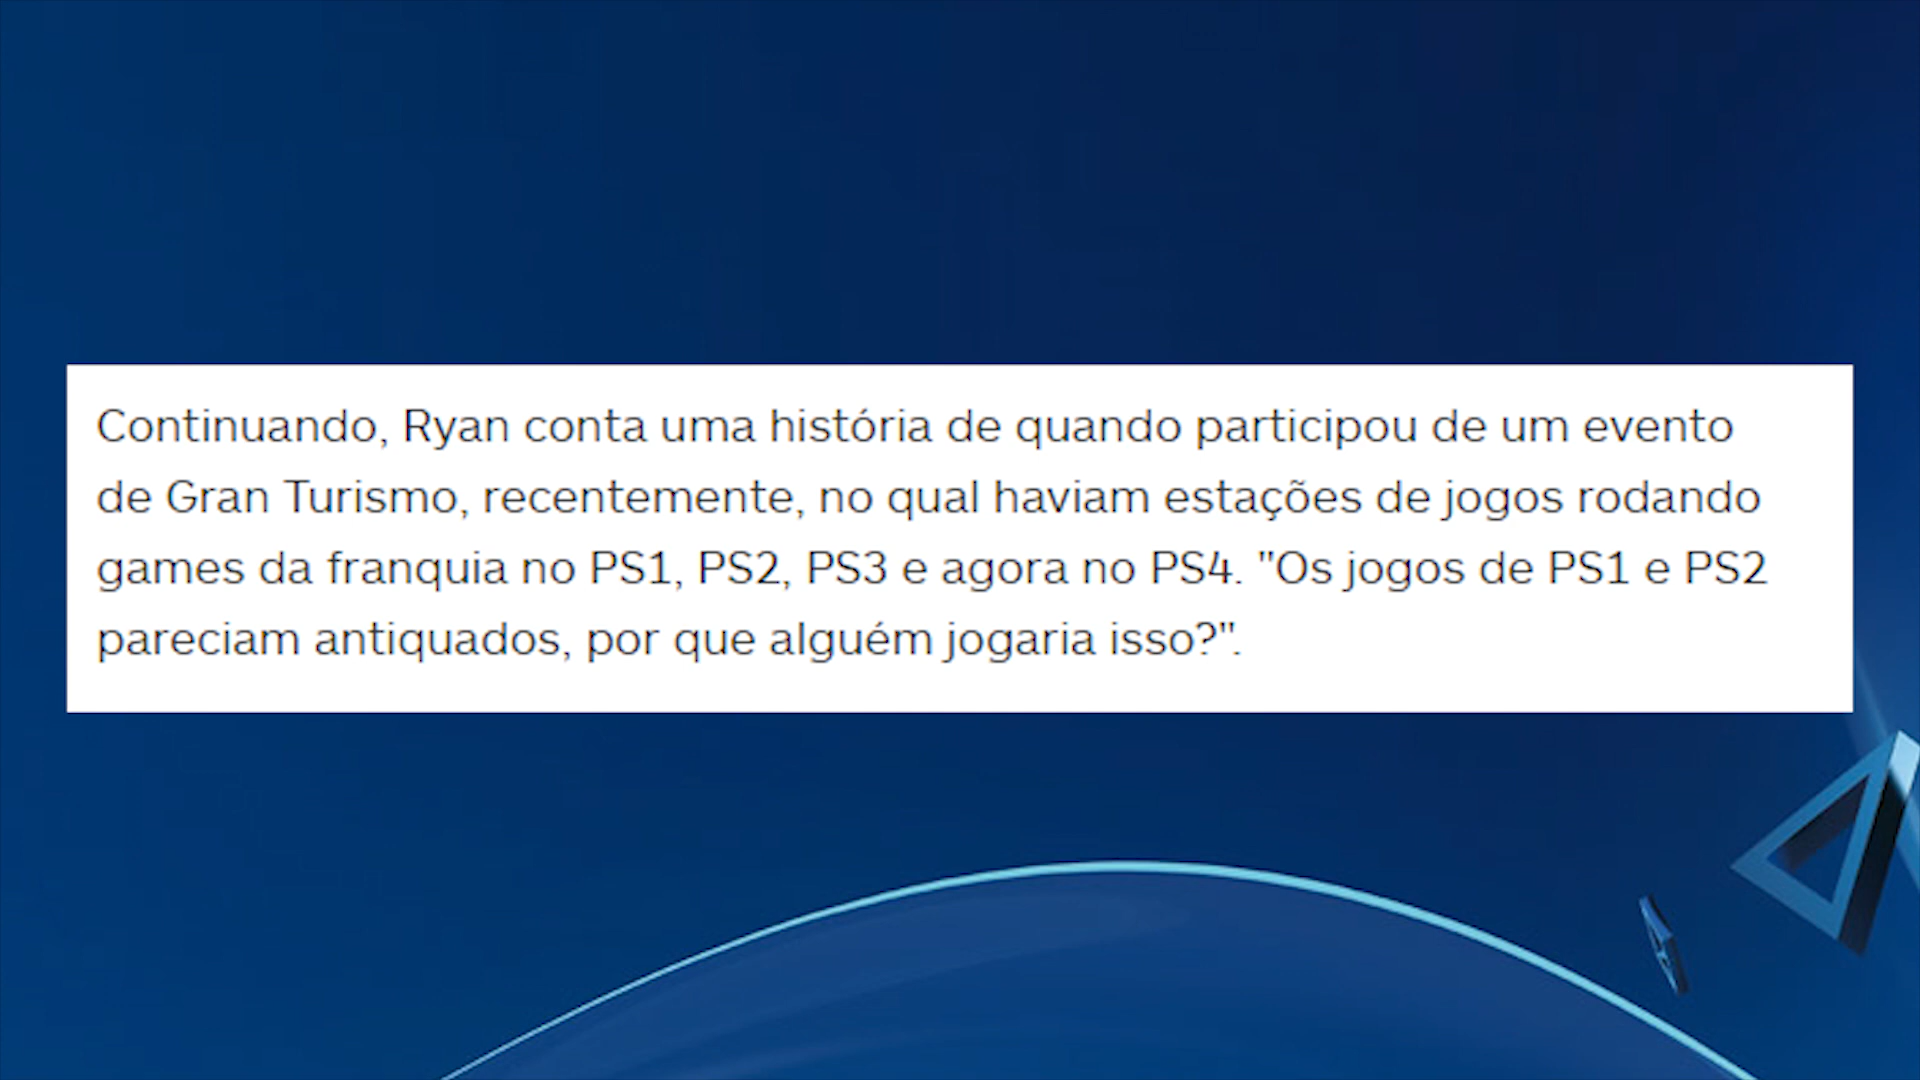 Continuando, Ryan conta uma história de quando participou de um evento
de Gran Turismo, recentemente, no qual haviam estações de jogos rodando
games da franquia no PS1, PS2, PS3 e agora no PS4. "Os jogos de PS1 e PS2
pareciam antiquados, por que alguém jogaria isso?".